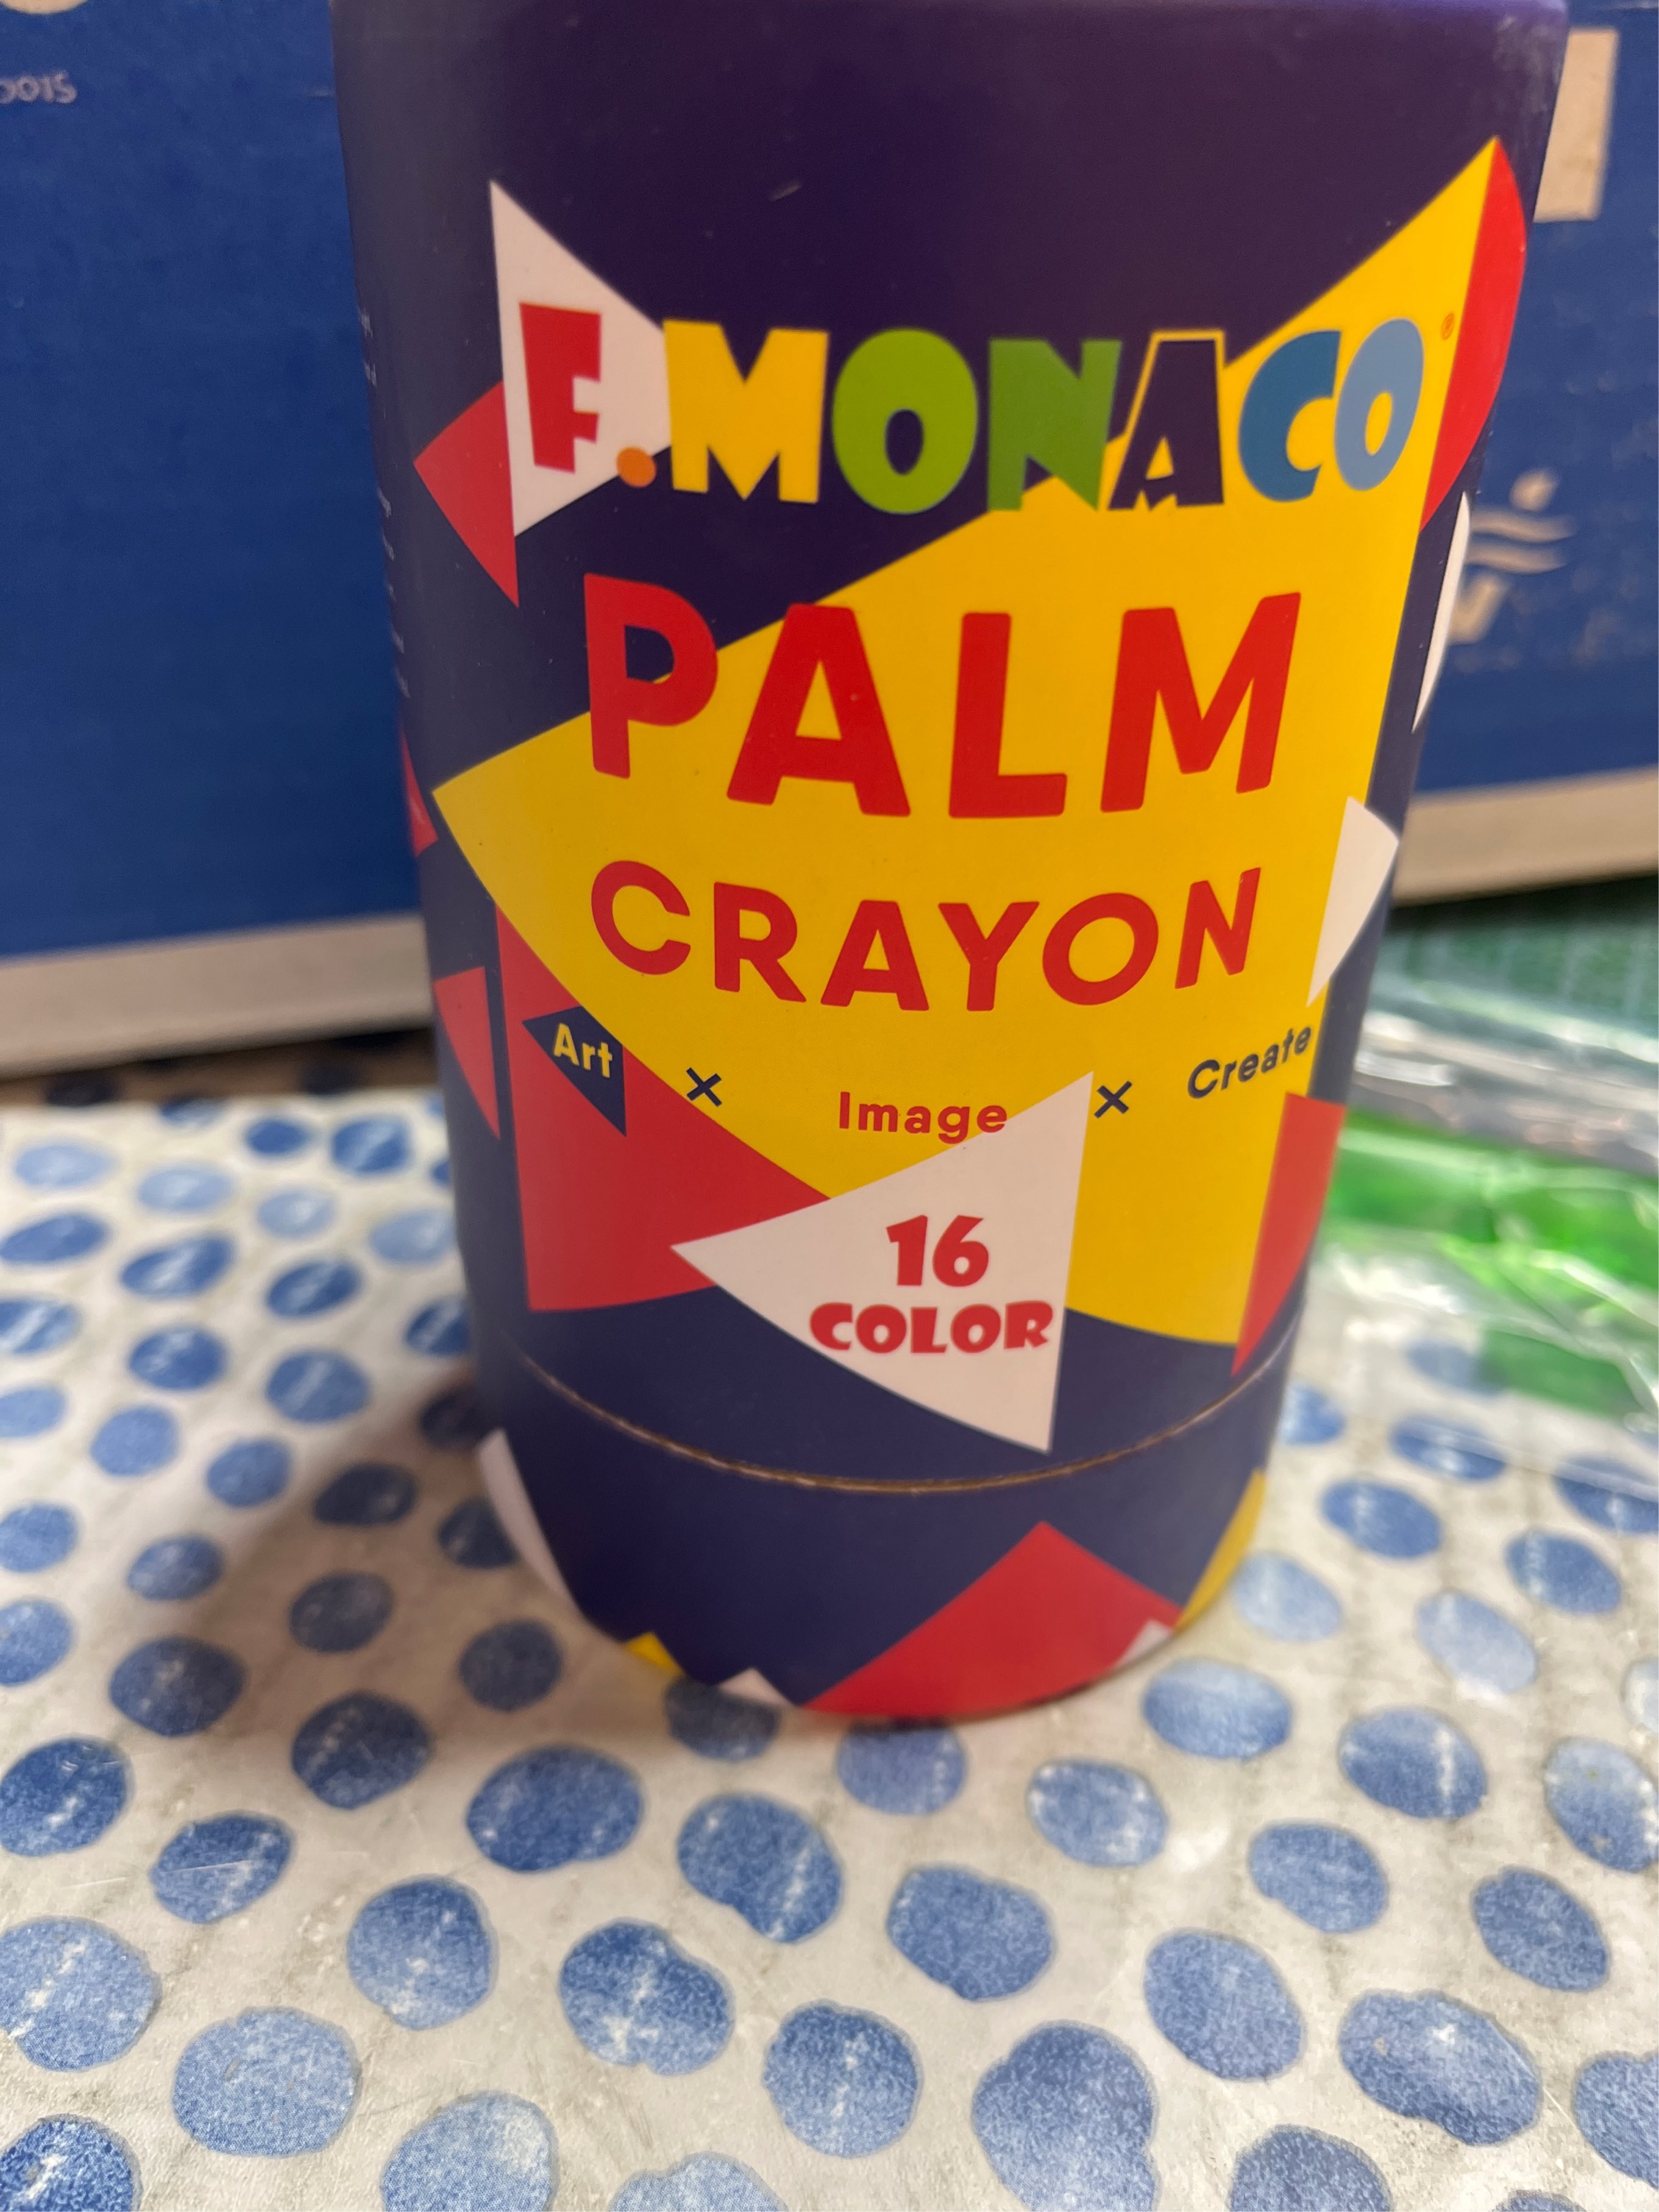 F.MONACO®
PALM
CRAYON
Art × Image × Create
16
COLOR